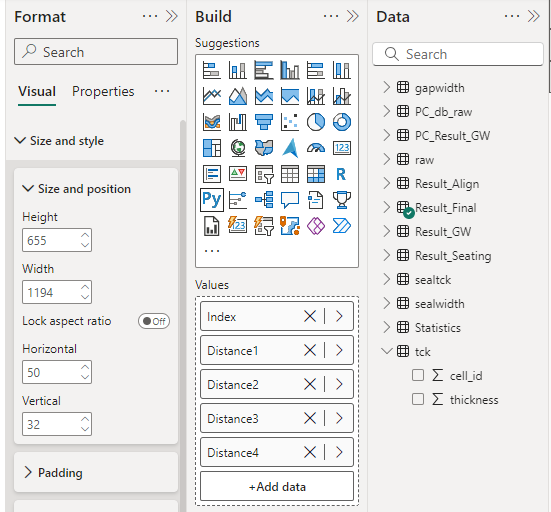 Format
Search
Visual
Properties
Size and style
Size and position
Height
655
Width
1194
Lock aspect ratio
Off
Horizontal
50
Vertical
32
Padding
Build
Suggestions
123
R
Py
123
Values
Index
Distance1
Distance2
Distance3
Distance4
+Add data
Data
Search
gapwidth
PC_db_raw
PC_Result_GW
raw
Result_Align
Result_Final
Result_GW
Result_Seating
sealtck
sealwidth
Statistics
tck
cell_id
thickness